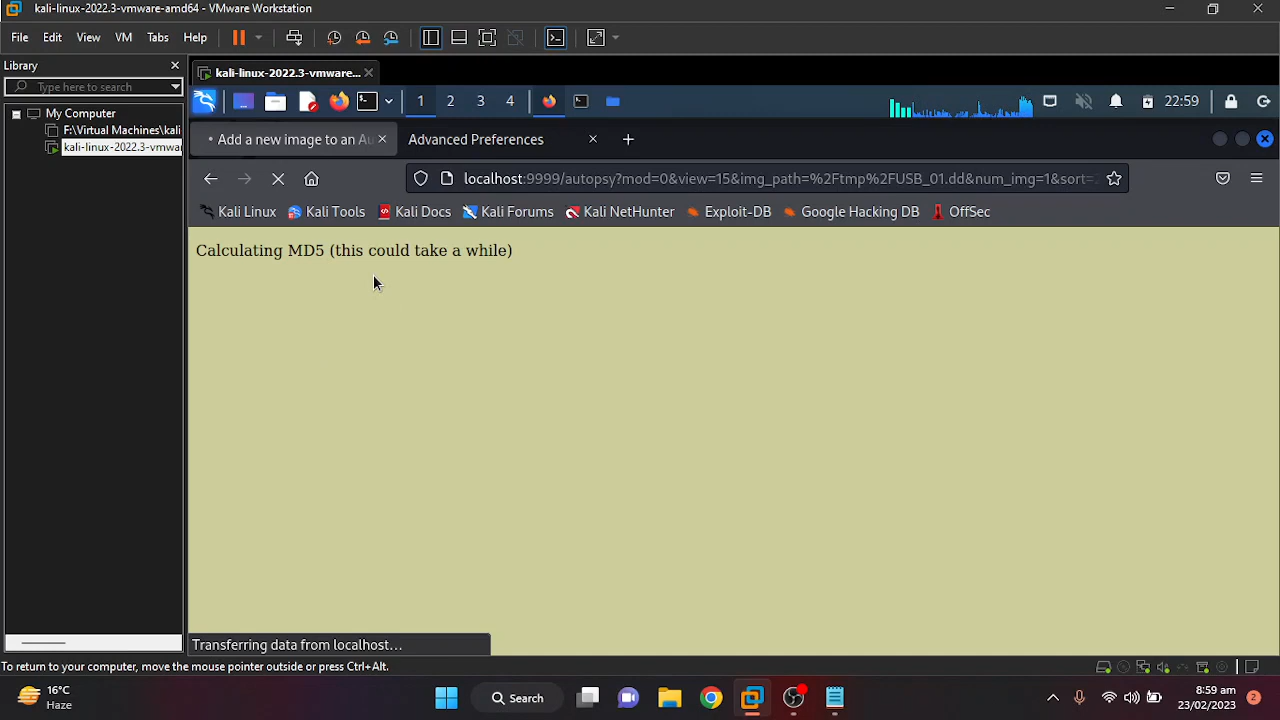 kali-linux-2022.3-vmware-amd64 - VMware Workstation
File Edit View VM Tabs Help
Library
kali-linux-2022.3-vmware...
Type here to search
My Computer
F:\Virtual Machines\kali
kali-linux-2022.3-vmwar
1 2 3 4
22:59
Add a new image to an Au
Advanced Preferences
localhost:9999/autopsy?mod=0&view=15&img_path=%2Ftmp%2FUSB_01.dd&num_img=1&sort=
Kali Linux Kali Tools Kali Docs Kali Forums Kali NetHunter Exploit-DB Google Hacking DB OffSec
Calculating MD5 (this could take a while)
Transferring data from localhost…
To return to your computer, move the mouse pointer outside or press Ctrl+Alt.
16°C
Haze
Search
8:59 am
23/02/2023
2